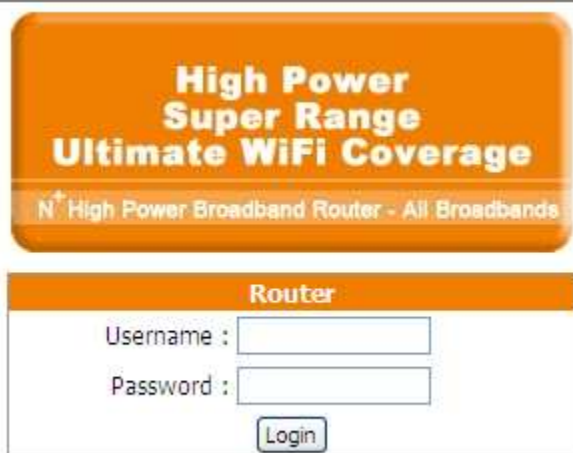 High Power
Super Range
Ultimate WiFi Coverage
N+ High Power Broadband Router - All Broadbands
Router
Username :
Password :
Login